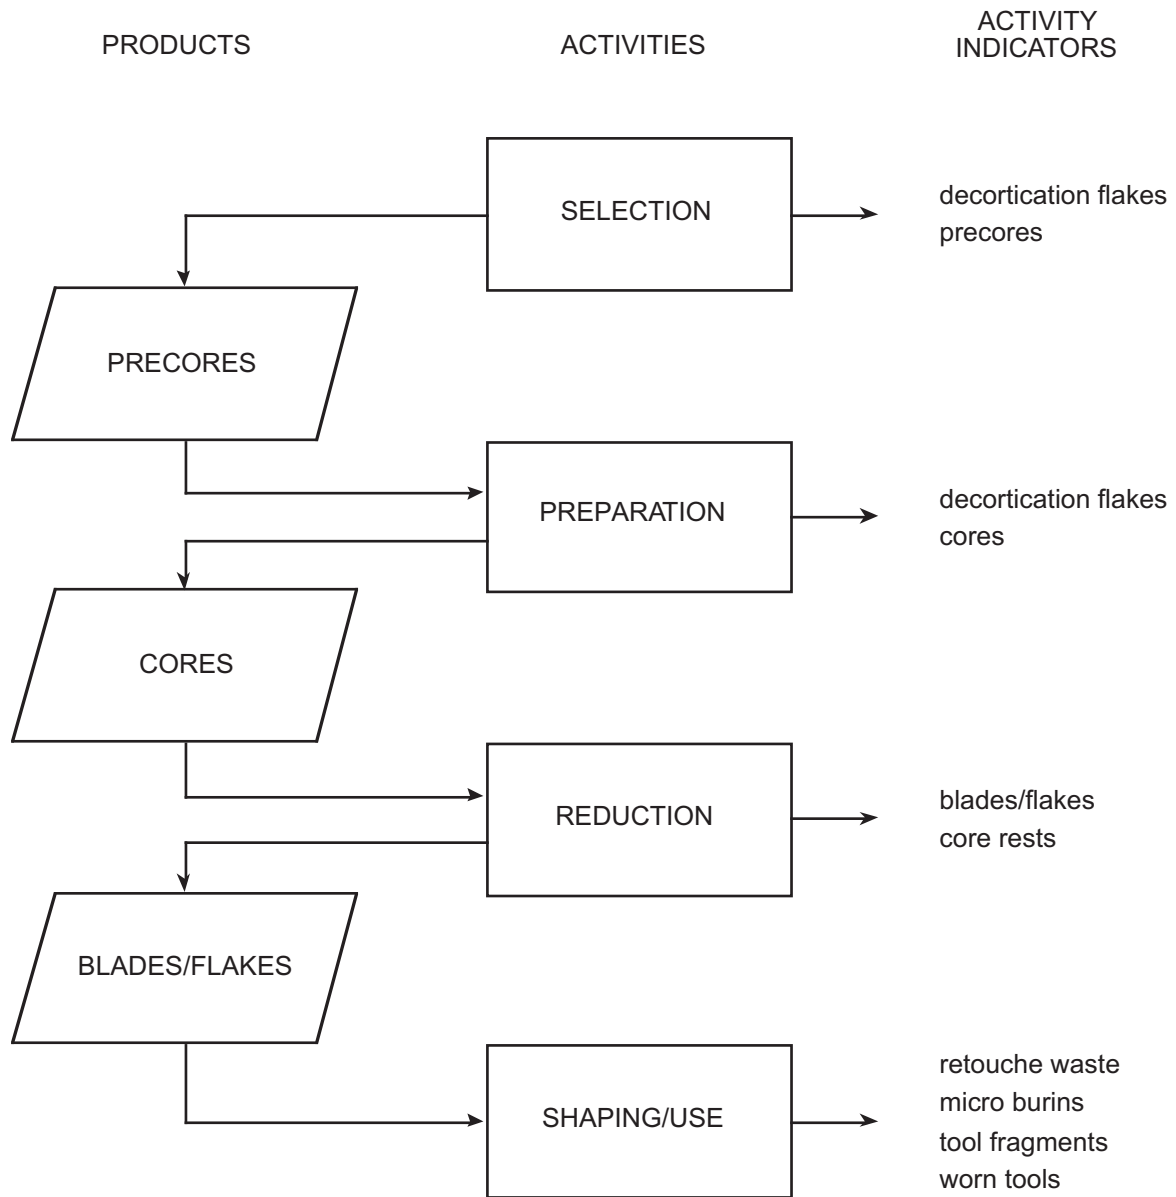 PRODUCTS
ACTIVITIES
ACTIVITY
INDICATORS
SELECTION
decortication flakes
precores
PRECORES
PREPARATION
decortication flakes
cores
CORES
REDUCTION
blades/flakes
core rests
BLADES/FLAKES
SHAPING/USE
retouche waste
micro burins
tool fragments
worn tools